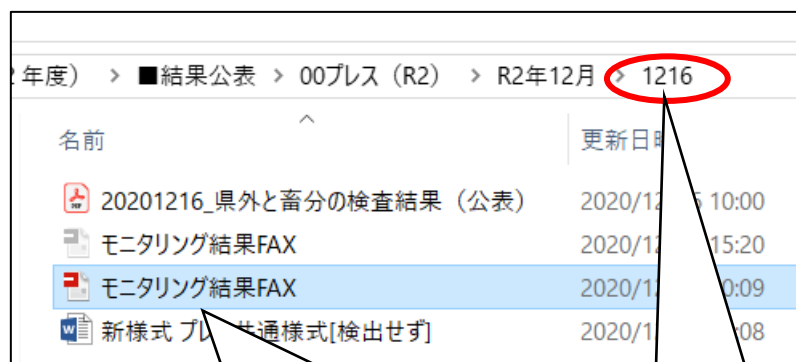 年度） > ■結果公表 > 00プレス（R2） > R2年12月 > 1216
名前 更新日
20201216_県外と畜分の検査結果（公表） 2020/12 10:00
モニタリング結果FAX 2020/12 15:20
モニタリング結果FAX 2020/1 0:09
新様式 プレ 共通様式[検出せず] 2020/1 :08